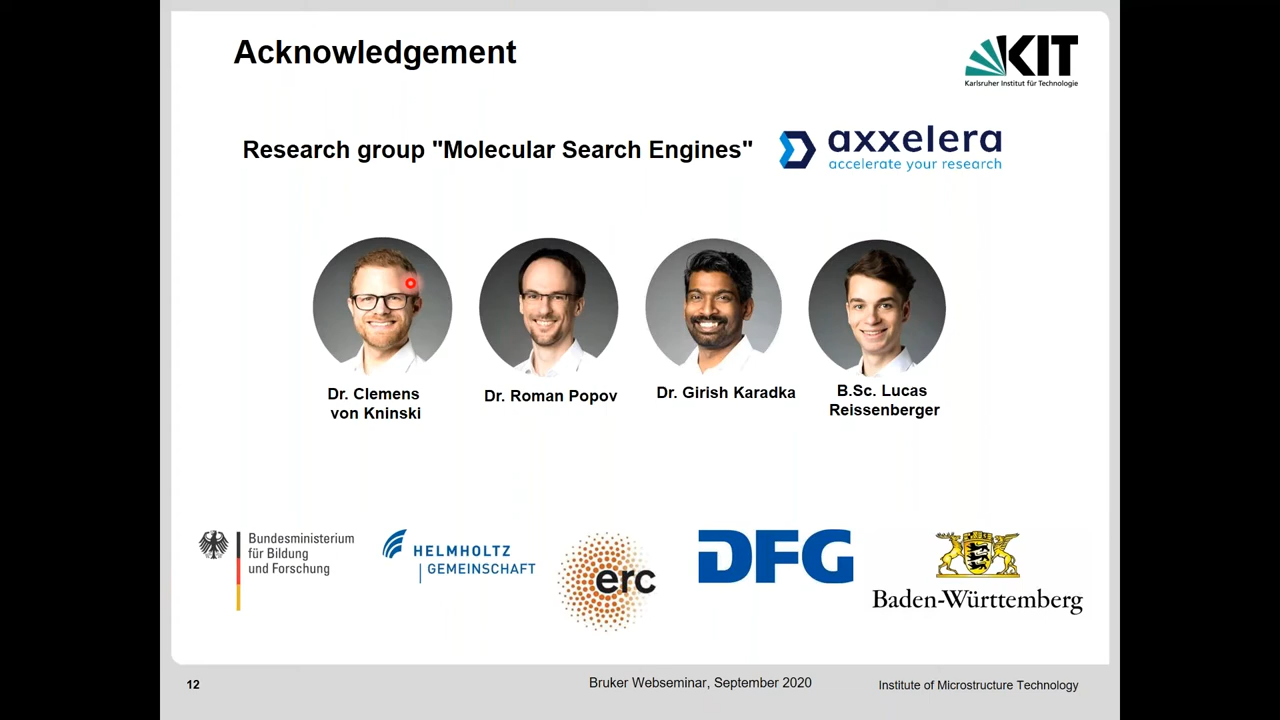 Acknowledgement
KIT
Karlsruher Institut für Technologie
Research group "Molecular Search Engines"
axxelera
accelerate your research
Dr. Clemens
von Kninski
Dr. Roman Popov
Dr. Girish Karadka
B.Sc. Lucas
Reissenberger
Bundesministerium
für Bildung
und Forschung
HELMHOLTZ
GEMEINSCHAFT
erc
DFG
Baden-Württemberg
12
Bruker Webseminar, September 2020
Institute of Microstructure Technology